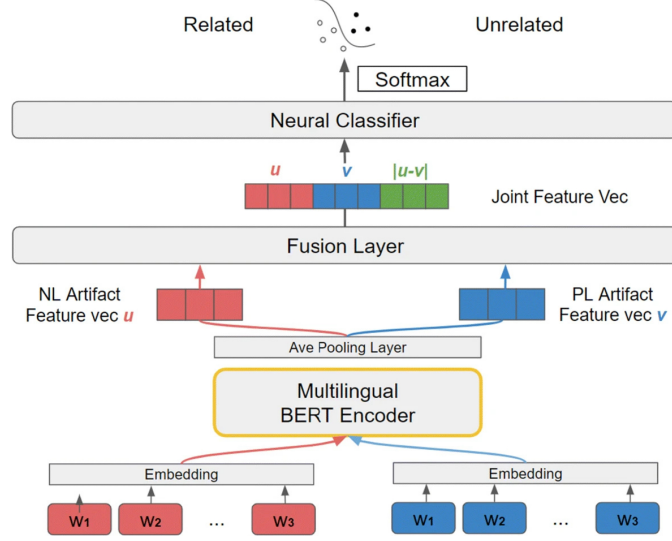 Related
Unrelated
Softmax
Neural Classifier
u
v
|u-v|
Joint Feature Vec
Fusion Layer
NL Artifact
Feature vec u
PL Artifact
Feature vec v
Ave Pooling Layer
Multilingual
BERT Encoder
Embedding
Embedding
W1 W2 ... W3
W1 W2 ... W3